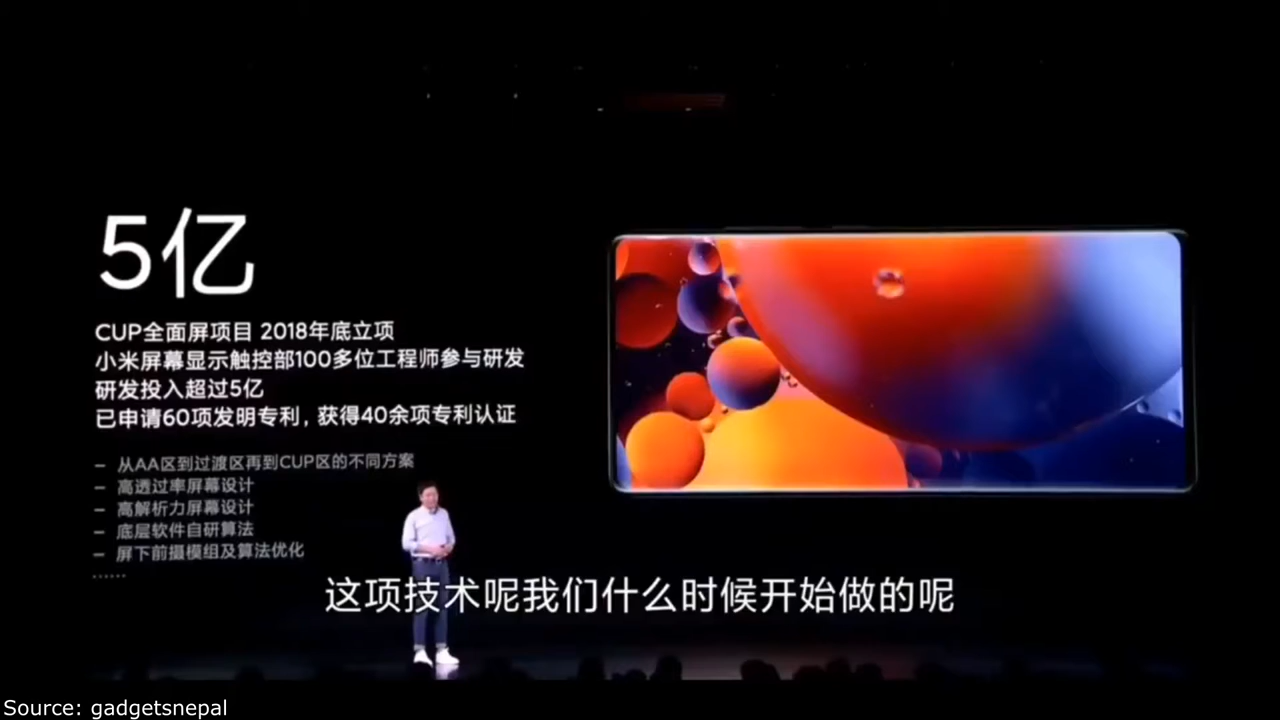 5亿
CUP全面屏项目 2018年底立项
小米屏幕显示触控部100多位工程师参与研发
研发投入超过5亿
已申请60项发明专利，获得40余项专利认证
— 从AA区到过渡区再到CUP区的不同方案
— 高透过率屏幕设计
— 高解析力屏幕设计
— 底层软件自研算法
— 屏下前摄模组及算法优化
......
这项技术呢我们什么时候开始做的呢
Source: gadgetsnepal